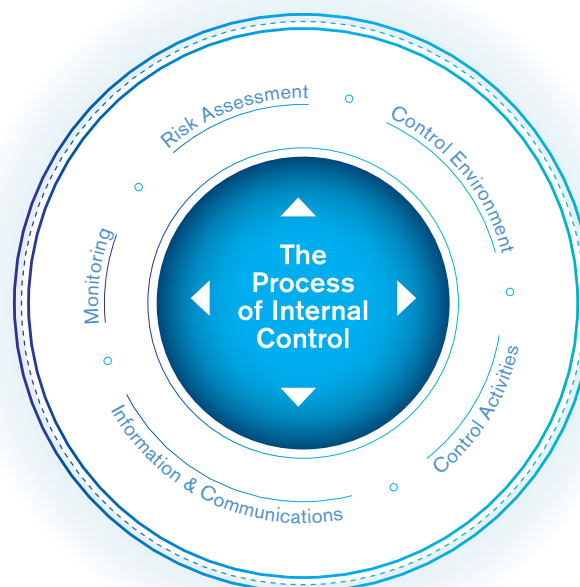 Risk Assessment
Control Environment
Monitoring
The
Process
of Internal
Control
Control Activities
Information & Communications